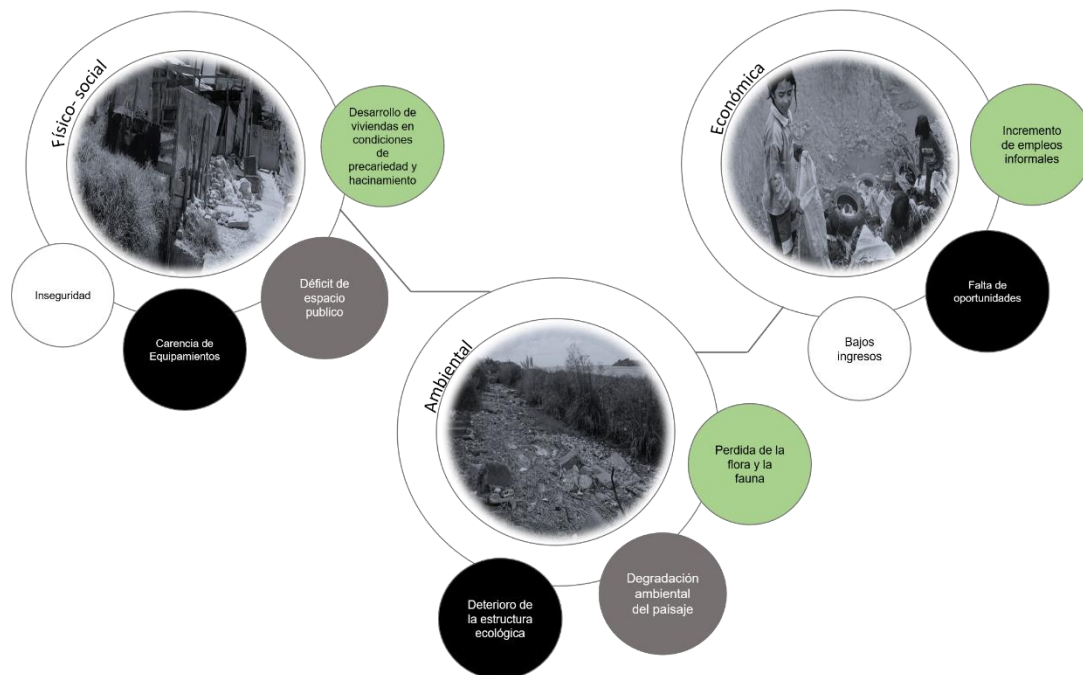 Físico- social
Desarrollo de
viviendas en
condiciones
de
precariedad y
hacinamiento
Déficit de
espacio
publico
Carencia de
Equipamientos
Inseguridad
Económica
Incremento
de empleos
informales
Falta de
oportunidades
Bajos
ingresos
Ambiental
Perdida de la
flora y la
fauna
Degradación
ambiental
del paisaje
Deterioro de
la estructura
ecológica